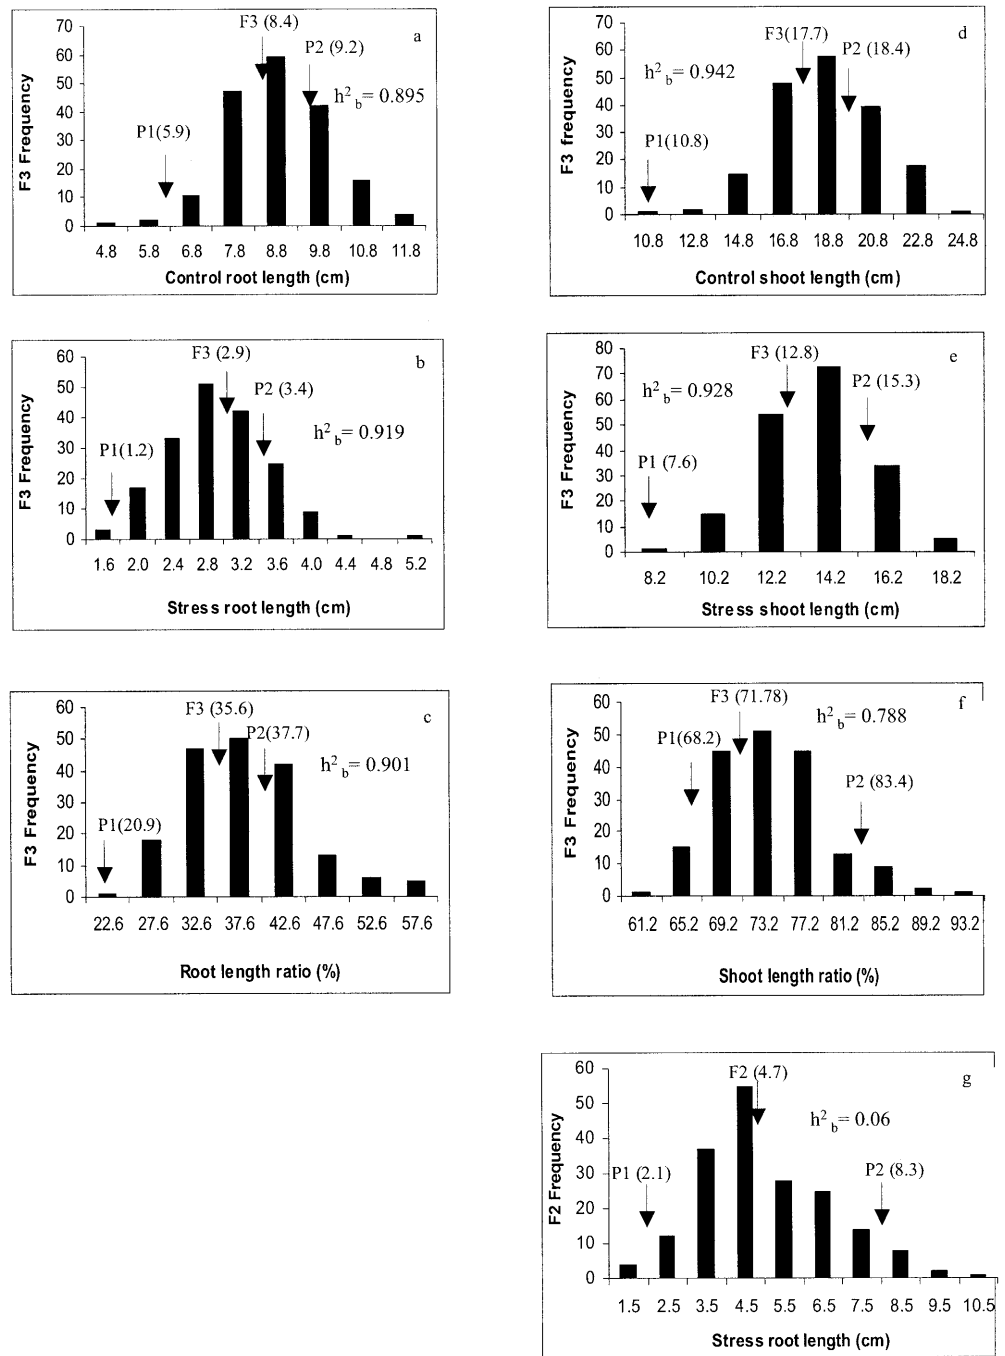 a
F3 (8.4)
P2 (9.2)
h²b= 0.895
P1(5.9)
F3 Frequency
70
60
50
40
30
20
10
0
4.8 5.8 6.8 7.8 8.8 9.8 10.8 11.8
Control root length (cm)
d
F3(17.7)
P2 (18.4)
h²b= 0.942
P1(10.8)
F3 frequency
70
60
50
40
30
20
10
0
10.8 12.8 14.8 16.8 18.8 20.8 22.8 24.8
Control shoot length (cm)
b
F3 (2.9)
P2 (3.4)
h²b= 0.919
P1(1.2)
F3 Frequency
60
50
40
30
20
10
0
1.6 2.0 2.4 2.8 3.2 3.6 4.0 4.4 4.8 5.2
Stress root length (cm)
e
F3 (12.8)
P2 (15.3)
h²b= 0.928
P1 (7.6)
F3 Frequency
80
70
60
50
40
30
20
10
0
8.2 10.2 12.2 14.2 16.2 18.2
Stress shoot length (cm)
c
F3 (35.6)
P2(37.7)
h²b= 0.901
P1(20.9)
F3 Frequency
60
50
40
30
20
10
0
22.6 27.6 32.6 37.6 42.6 47.6 52.6 57.6
Root length ratio (%)
f
F3 (71.78)
h²b= 0.788
P1(68.2)
P2 (83.4)
F3 Frequency
60
50
40
30
20
10
0
61.2 65.2 69.2 73.2 77.2 81.2 85.2 89.2 93.2
Shoot length ratio (%)
g
F2 (4.7)
h²b= 0.06
P1 (2.1)
P2 (8.3)
F2 Frequency
60
50
40
30
20
10
0
1.5 2.5 3.5 4.5 5.5 6.5 7.5 8.5 9.5 10.5
Stress root length (cm)